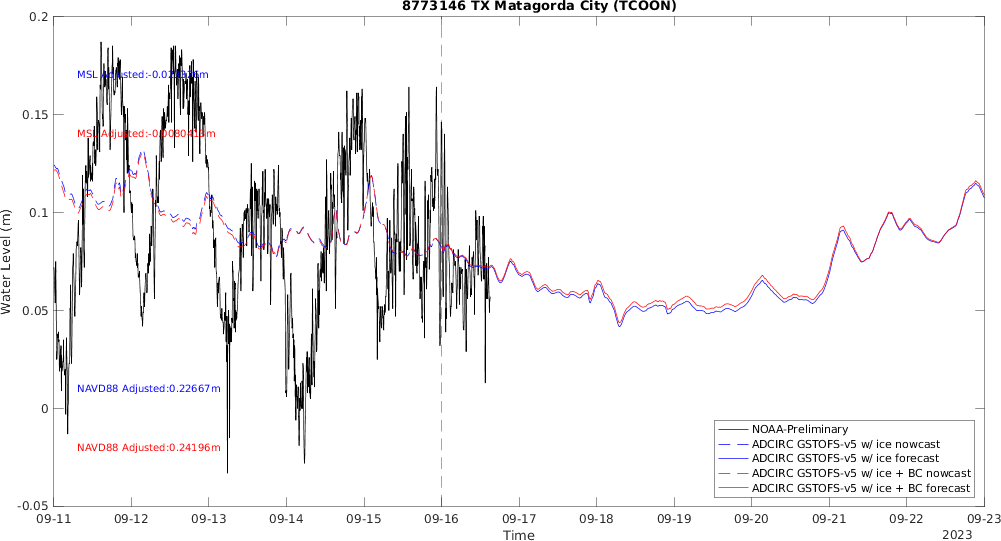 8773146 TX Matagorda City (TCOON)
0.2
0.15
0.1
0.05
0
-0.05
Water Level (m)
MSL Adjusted:
MSL Adjusted:
NAVD88 Adjusted:0.22667m
NAVD88 Adjusted:0.24196m
NOAA-Preliminary
ADCIRC GSTOFS-v5 w/ ice nowcast
ADCIRC GSTOFS-v5 w/ ice forecast
ADCIRC GSTOFS-v5 w/ ice + BC nowcast
ADCIRC GSTOFS-v5 w/ ice + BC forecast
09-11 09-12 09-13 09-14 09-15 09-16 09-17 09-18 09-19 09-20 09-21 09-22 09-23
Time
2023